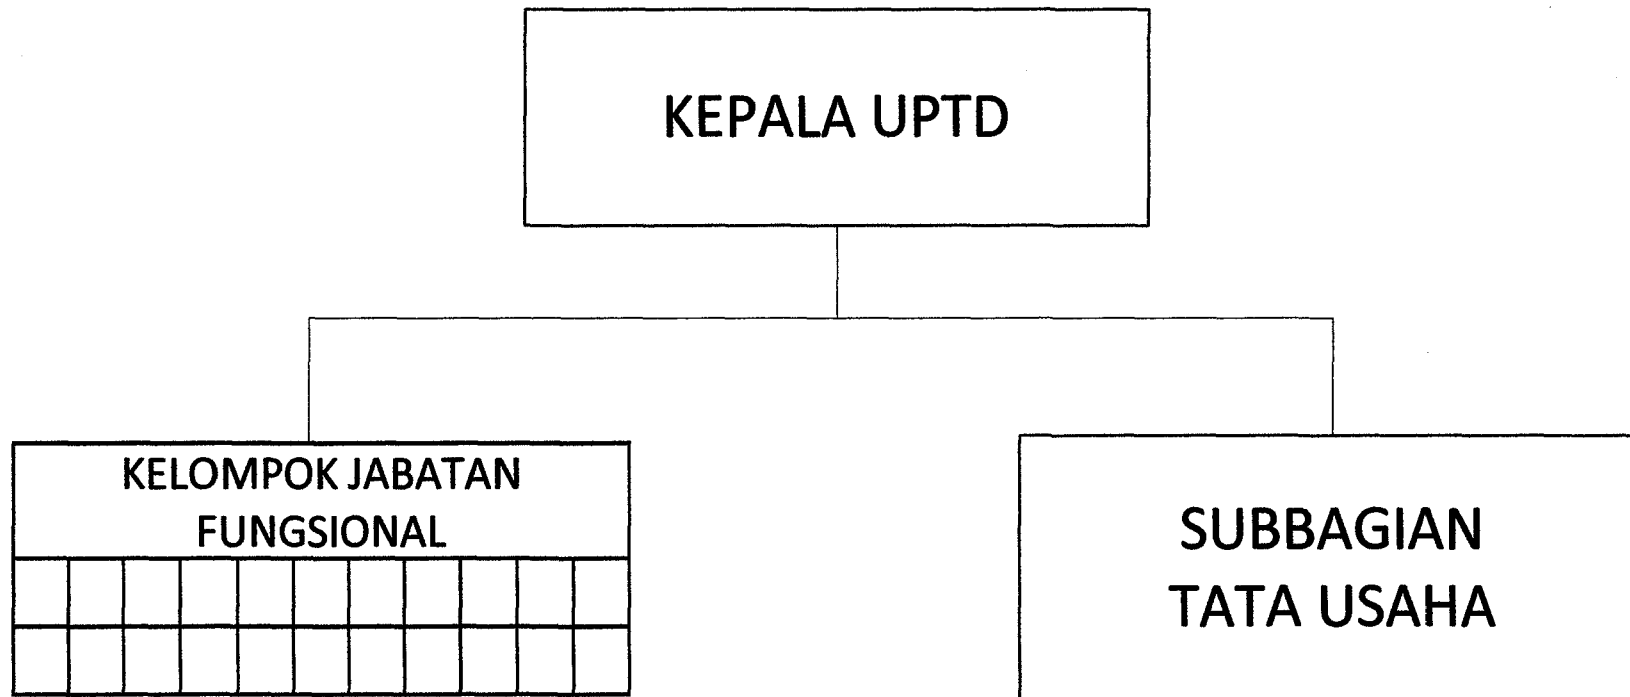 KEPALA UPTD
KELOMPOK JABATAN
FUNGSIONAL
SUBBAGIAN
TATA USAHA